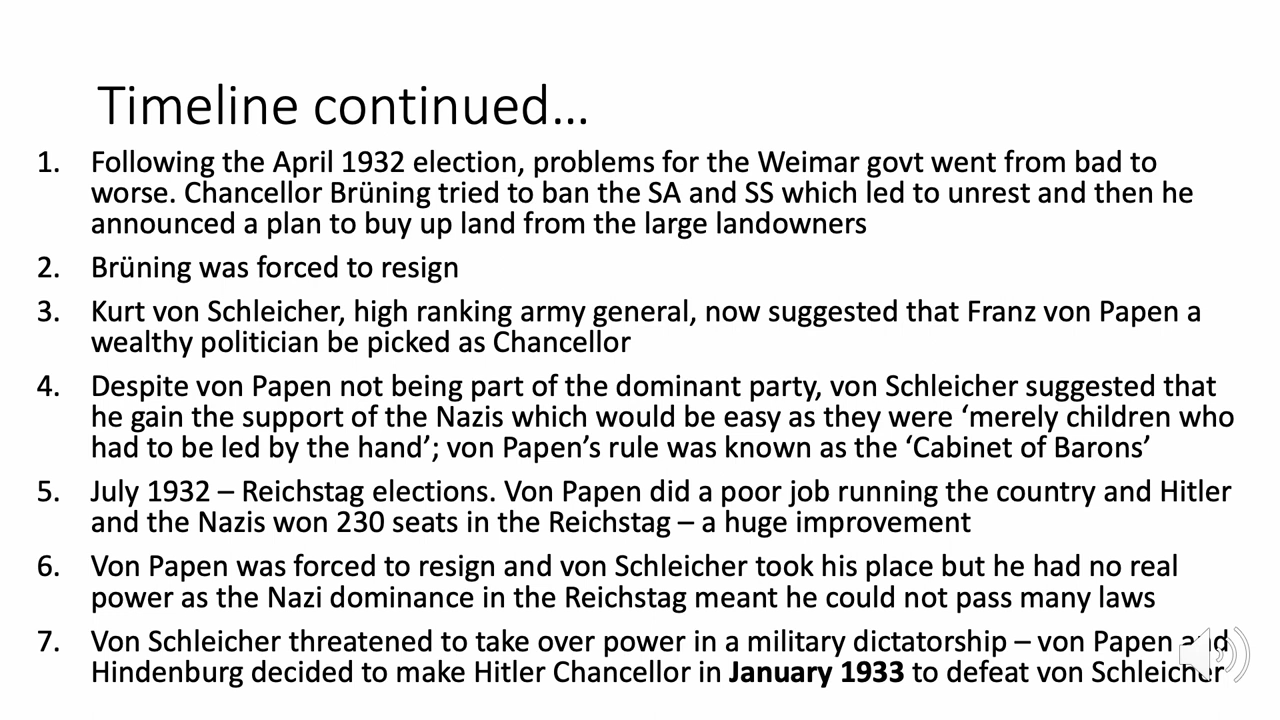 Timeline continued...
1. Following the April 1932 election, problems for the Weimar govt went from bad to
worse. Chancellor Brüning tried to ban the SA and SS which led to unrest and then he
announced a plan to buy up land from the large landowners
2. Brüning was forced to resign
3. Kurt von Schleicher, high ranking army general, now suggested that Franz von Papen a
wealthy politician be picked as Chancellor
4. Despite von Papen not being part of the dominant party, von Schleicher suggested that
he gain the support of the Nazis which would be easy as they were ‘merely children who
had to be led by the hand’; von Papen’s rule was known as the ‘Cabinet of Barons’
5. July 1932 – Reichstag elections. Von Papen did a poor job running the country and Hitler
and the Nazis won 230 seats in the Reichstag – a huge improvement
6. Von Papen was forced to resign and von Schleicher took his place but he had no real
power as the Nazi dominance in the Reichstag meant he could not pass many laws
7. Von Schleicher threatened to take over power in a military dictatorship – von Papen and
Hindenburg decided to make Hitler Chancellor in January 1933 to defeat von Schleicher